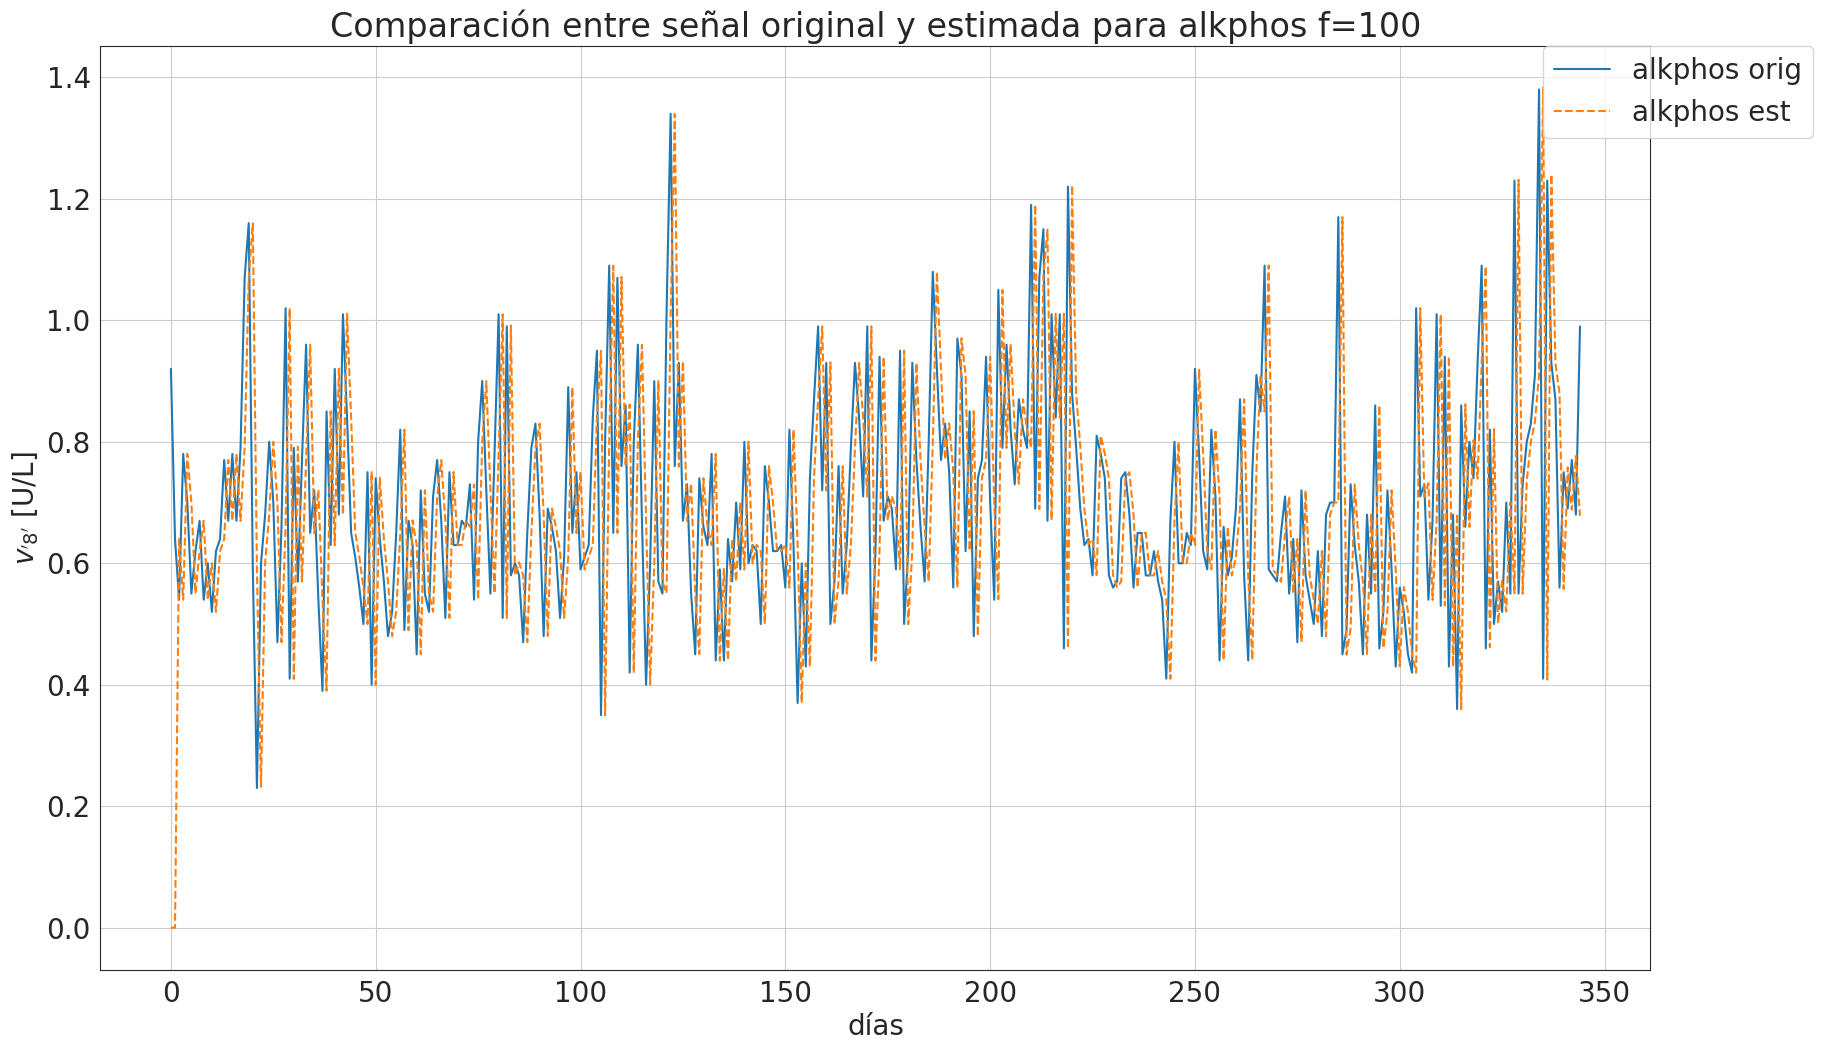 Comparación entre señal original y estimada para alkphos f=100
alkphos orig
alkphos est
1.4
1.2
1.0
0.8
0.6
0.4
0.2
0.0
v'8' [U/L]
0 50 100 150 200 250 300 350
días